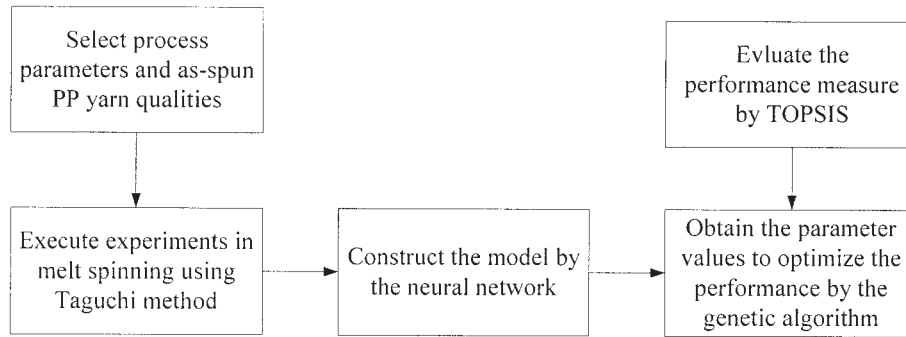 Select process
parameters and as-spun
PP yarn qualities
Evluate the
performance measure
by TOPSIS
Execute experiments in
melt spinning using
Taguchi method
Construct the model by
the neural network
Obtain the parameter
values to optimize the
performance by the
genetic algorithm